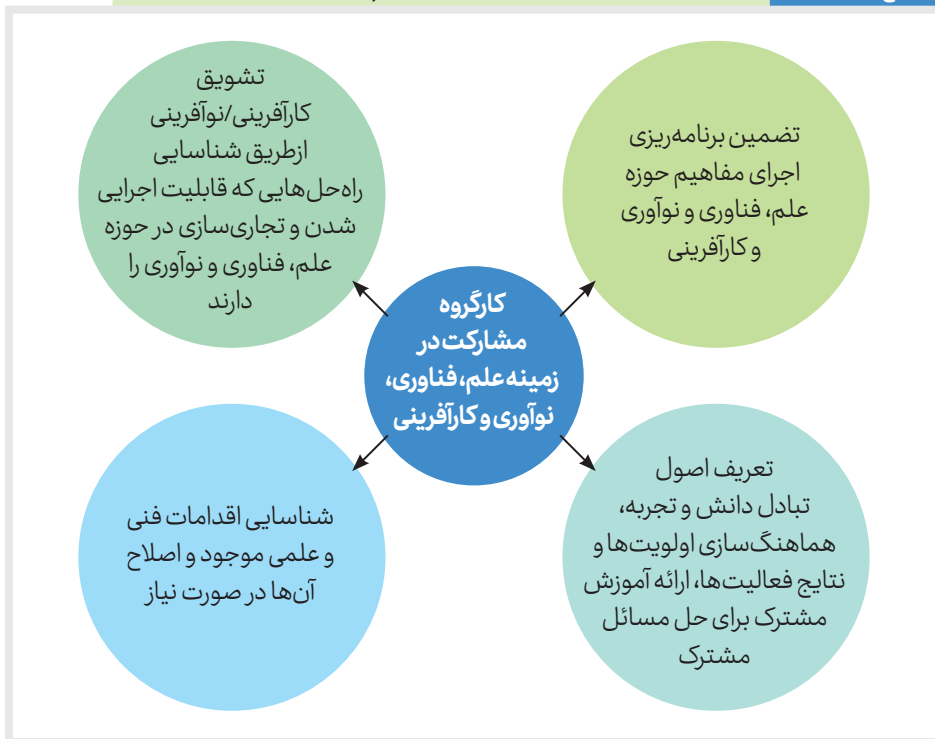 تضمین برنامه‌ریزی
اجرای مفاهیم حوزه
علم، فناوری و نوآوری
و کارآفرینی
تشویق
کارآفرینی/نوآفرینی
ازطریق شناسایی
راه‌حل‌هایی که قابلیت اجرایی
شدن و تجاری‌سازی در حوزه
علم، فناوری و نوآوری را
دارند
کارگروه
مشارکت در
زمینه علم، فناوری،
نوآوری و کارآفرینی
تعریف اصول
تبادل دانش و تجربه،
هماهنگ‌سازی اولویت‌ها و
نتایج فعالیت‌ها، ارائه آموزش
مشترک برای حل مسائل
مشترک
شناسایی اقدامات فنی
و علمی موجود و اصلاح
آن‌ها در صورت نیاز